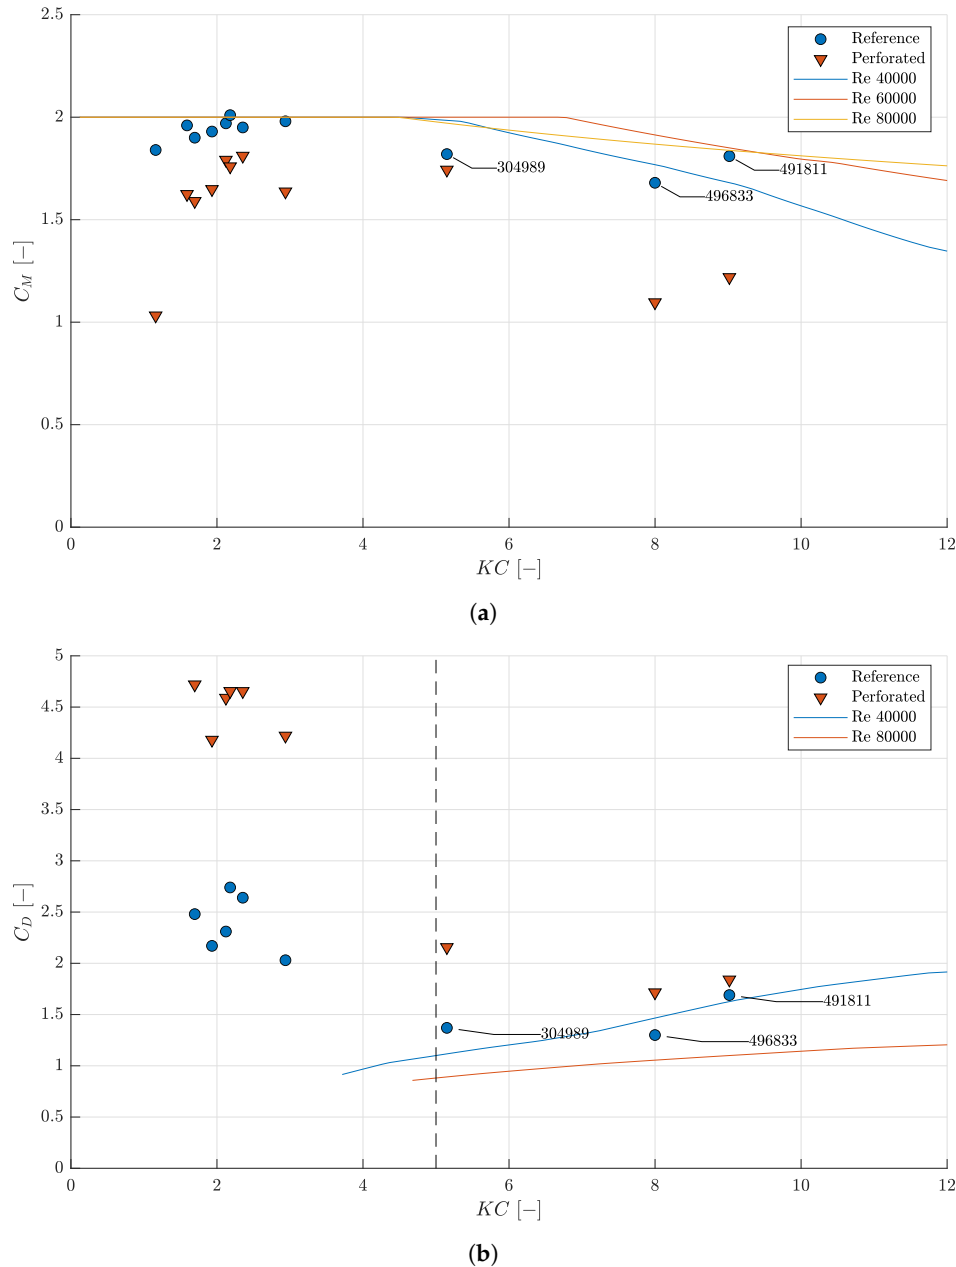 2.5
2
1.5
1
0.5
0
C_M [−]
0 2 4 6 8 10 12
KC [−]
Reference
Perforated
Re 40000
Re 60000
Re 80000
304989
491811
496833
(a)
5
4.5
4
3.5
3
2.5
2
1.5
1
0.5
0
C_D [−]
0 2 4 6 8 10 12
KC [−]
Reference
Perforated
Re 40000
Re 80000
491811
304989
496833
(b)